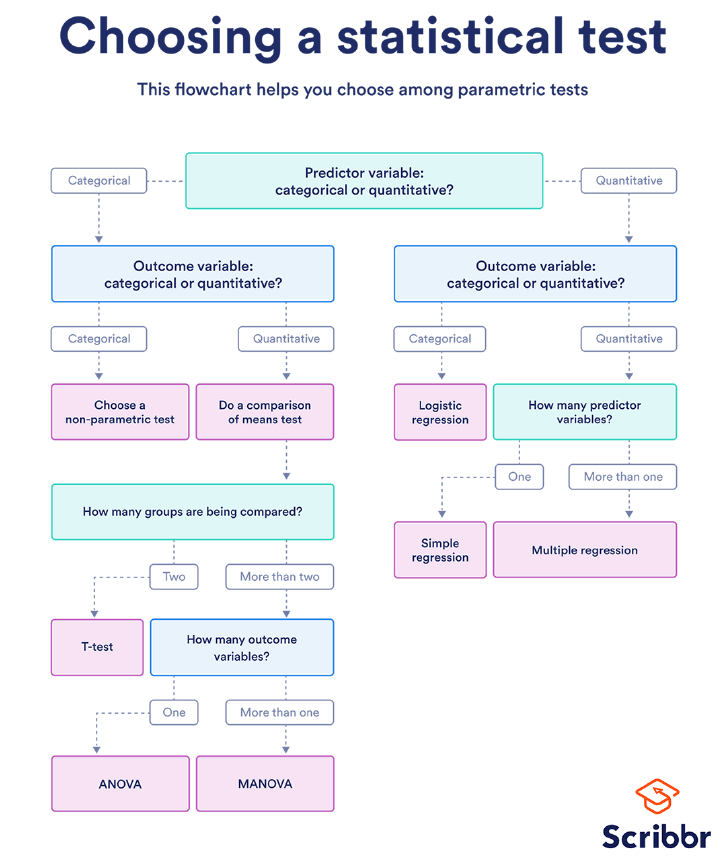 Choosing a statistical test
This flowchart helps you choose among parametric tests
Predictor variable:
categorical or quantitative?
Categorical
Quantitative
Outcome variable:
categorical or quantitative?
Outcome variable:
categorical or quantitative?
Categorical
Quantitative
Categorical
Quantitative
Choose a
non-parametric test
Do a comparison
of means test
Logistic
regression
How many predictor
variables?
How many groups are being compared?
One
More than one
Simple
regression
Multiple regression
Two
More than two
T-test
How many outcome
variables?
One
More than one
ANOVA
MANOVA
Scribbr